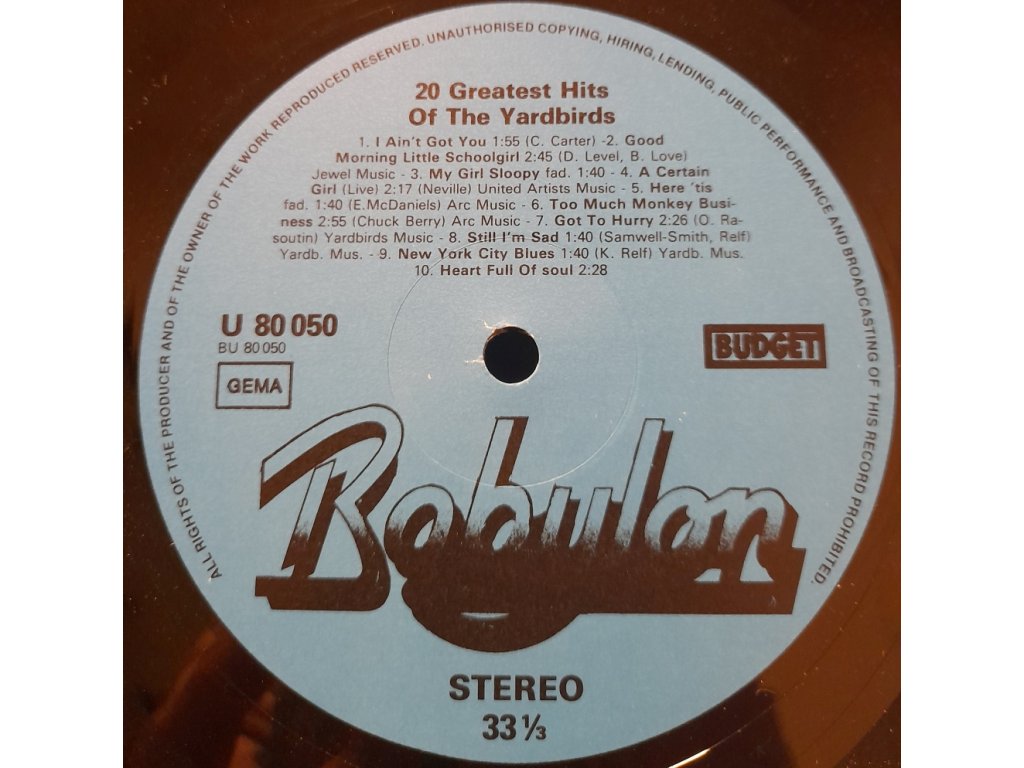 ALL RIGHTS OF THE PRODUCER AND OF THE OWNER OF THE WORK REPRODUCED RESERVED. UNAUTHORISED COPYING, HIRING, LENDING, PUBLIC PERFORMANCE AND BROADCASTING OF THIS RECORD PROHIBITED.
20 Greatest Hits
Of The Yardbirds
1. I Ain't Got You 1:55 (C. Carter) -2. Good
Morning Little Schoolgirl 2:45 (D. Level, B. Love)
Jewel Music - 3. My Girl Sloopy fad. 1:40 - 4. A Certain
Girl (Live) 2:17 (Neville) United Artists Music - 5. Here 'tis
fad. 1:40 (E.McDaniels) Arc Music - 6. Too Much Monkey Busi-
ness 2:55 (Chuck Berry) Arc Music - 7. Got To Hurry 2:26 (O. Ra-
soutin) Yardbirds Music - 8. Still I'm Sad 1:40 (Samwell-Smith, Relf)
Yardb. Mus. - 9. New York City Blues 1:40 (K. Relf) Yardb. Mus.
10. Heart Full Of soul 2:28
U 80 050
BU 80 050
BUDGET
GEMA
Babylon
STEREO
33 ⅓